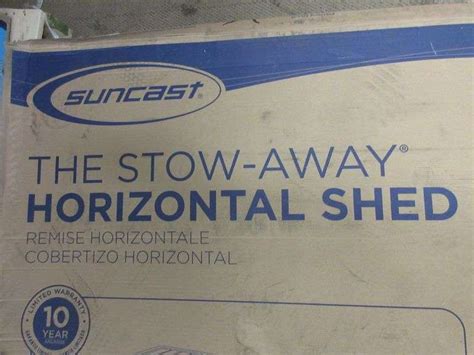 suncast®
THE STOW-AWAY®
HORIZONTAL SHED
REMISE HORIZONTALE
COBERTIZO HORIZONTAL
LIMITED WARRANTY
10
YEAR